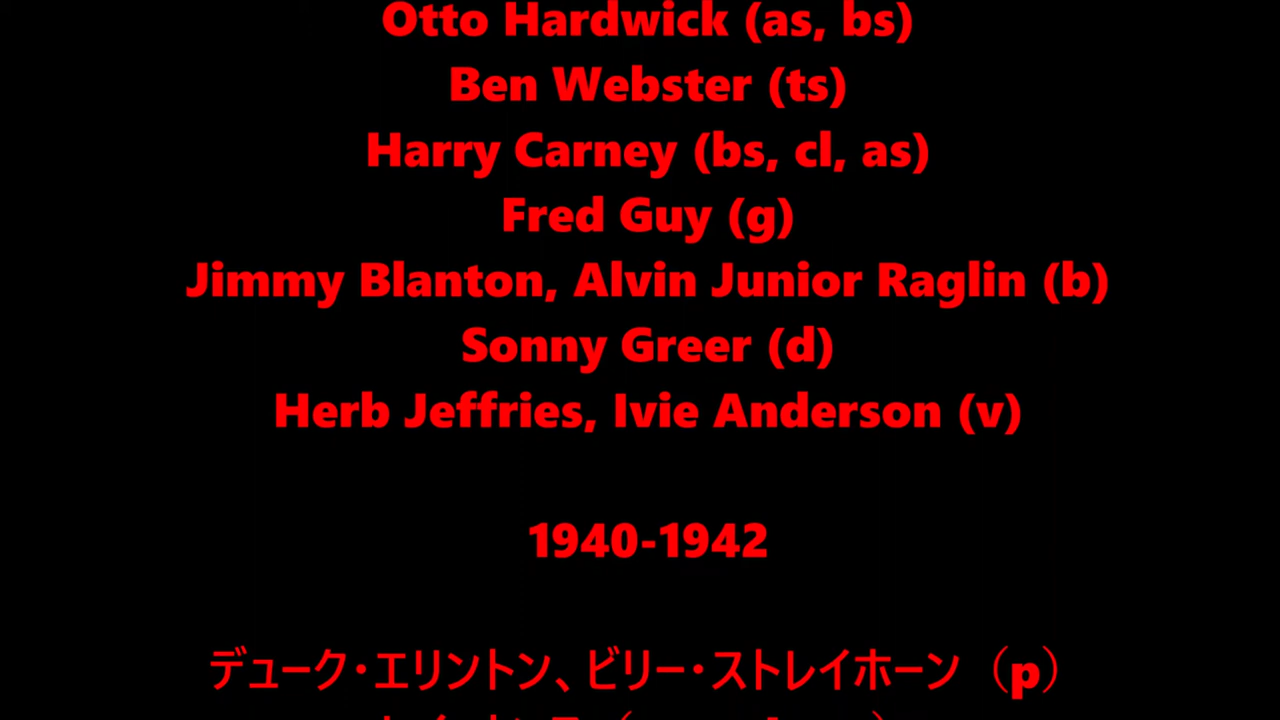 Otto Hardwick (as, bs)
Ben Webster (ts)
Harry Carney (bs, cl, as)
Fred Guy (g)
Jimmy Blanton, Alvin Junior Raglin (b)
Sonny Greer (d)
Herb Jeffries, Ivie Anderson (v)
1940-1942
デューク・エリントン、ビリー・ストレイホーン（p）